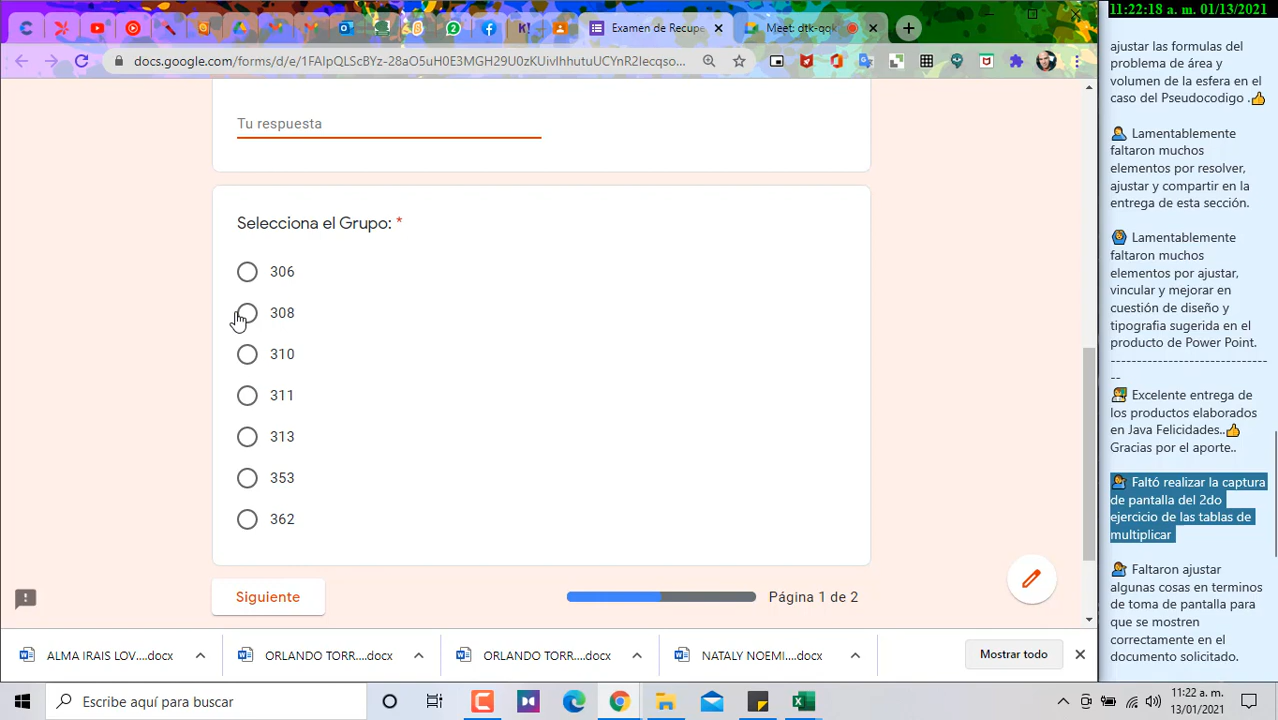 11:22:18 a. m. 01/13/2021
Examen de Recupe
Meet: dtk-qqk
Tu respuesta
Selecciona el Grupo: *
306
308
310
311
313
353
362
Siguiente
Página 1 de 2
ajustar las formulas del
problema de área y
volumen de la esfera en el
caso del Pseudocodigo .👍
Lamentablemente
faltaron muchos
elementos por resolver,
ajustar y compartir en la
entrega de esta sección.
Lamentablemente
faltaron muchos
elementos por ajustar,
vincular y mejorar en
cuestión de diseño y
tipografia sugerida en el
producto de Power Point.
------------------------------
--
Excelente entrega de
los productos elaborados
en Java Felicidades..👍
Gracias por el aporte..
Faltó realizar la captura
de pantalla del 2do
ejercicio de las tablas de
multiplicar
Faltaron ajustar
algunas cosas en terminos
de toma de pantalla para
que se mostren
correctamente en el
documento solicitado.
ALMA IRAIS LOV....docx
ORLANDO TORR....docx
ORLANDO TORR....docx
NATALY NOEMI....docx
Mostrar todo
Escribe aquí para buscar
11:22 a. m.
13/01/2021